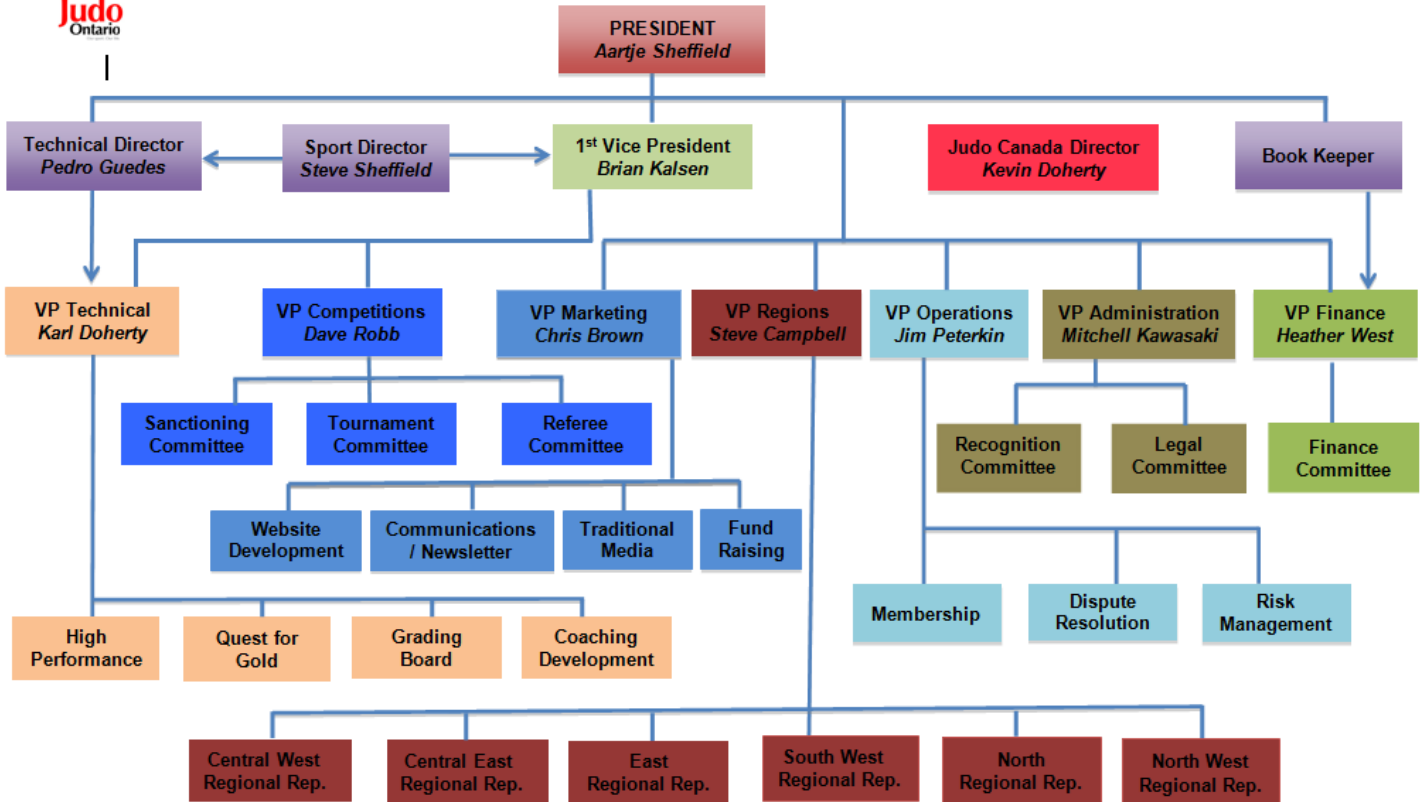 Judo
Ontario
PRESIDENT
Aartje Sheffield
Technical Director
Pedro Guedes
Sport Director
Steve Sheffield
1st Vice President
Brian Kalsen
Judo Canada Director
Kevin Doherty
Book Keeper
VP Technical
Karl Doherty
VP Competitions
Dave Robb
VP Marketing
Chris Brown
VP Regions
Steve Campbell
VP Operations
Jim Peterkin
VP Administration
Mitchell Kawasaki
VP Finance
Heather West
Sanctioning
Committee
Tournament
Committee
Referee
Committee
Recognition
Committee
Legal
Committee
Finance
Committee
Website
Development
Communications
/ Newsletter
Traditional
Media
Fund
Raising
Membership
Dispute
Resolution
Risk
Management
High
Performance
Quest for
Gold
Grading
Board
Coaching
Development
Central West
Regional Rep.
Central East
Regional Rep.
East
Regional Rep.
South West
Regional Rep.
North
Regional Rep.
North West
Regional Rep.